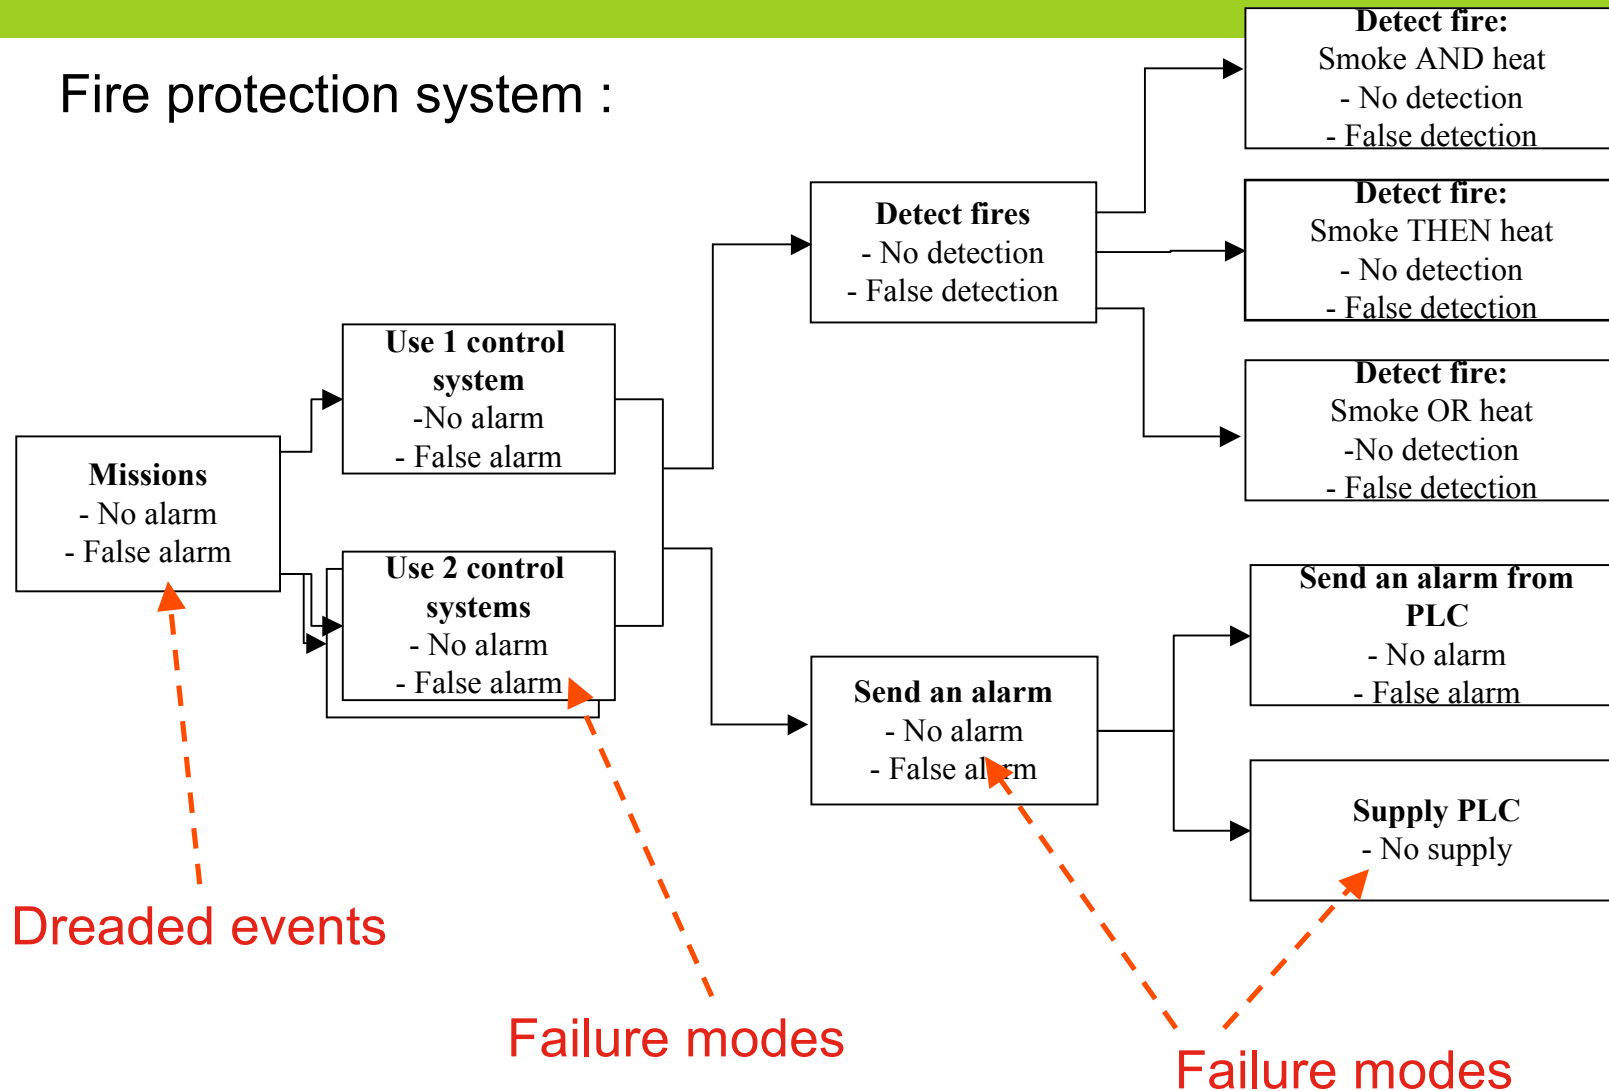 Fire protection system :
Missions
- No alarm
- False alarm
Use 1 control
system
-No alarm
- False alarm
Use 2 control
systems
- No alarm
- False alarm
Detect fires
- No detection
- False detection
Send an alarm
- No alarm
- False alarm
Detect fire:
Smoke AND heat
- No detection
- False detection
Detect fire:
Smoke THEN heat
- No detection
- False detection
Detect fire:
Smoke OR heat
-No detection
- False detection
Send an alarm from
PLC
- No alarm
- False alarm
Supply PLC
- No supply
Dreaded events
Failure modes
Failure modes